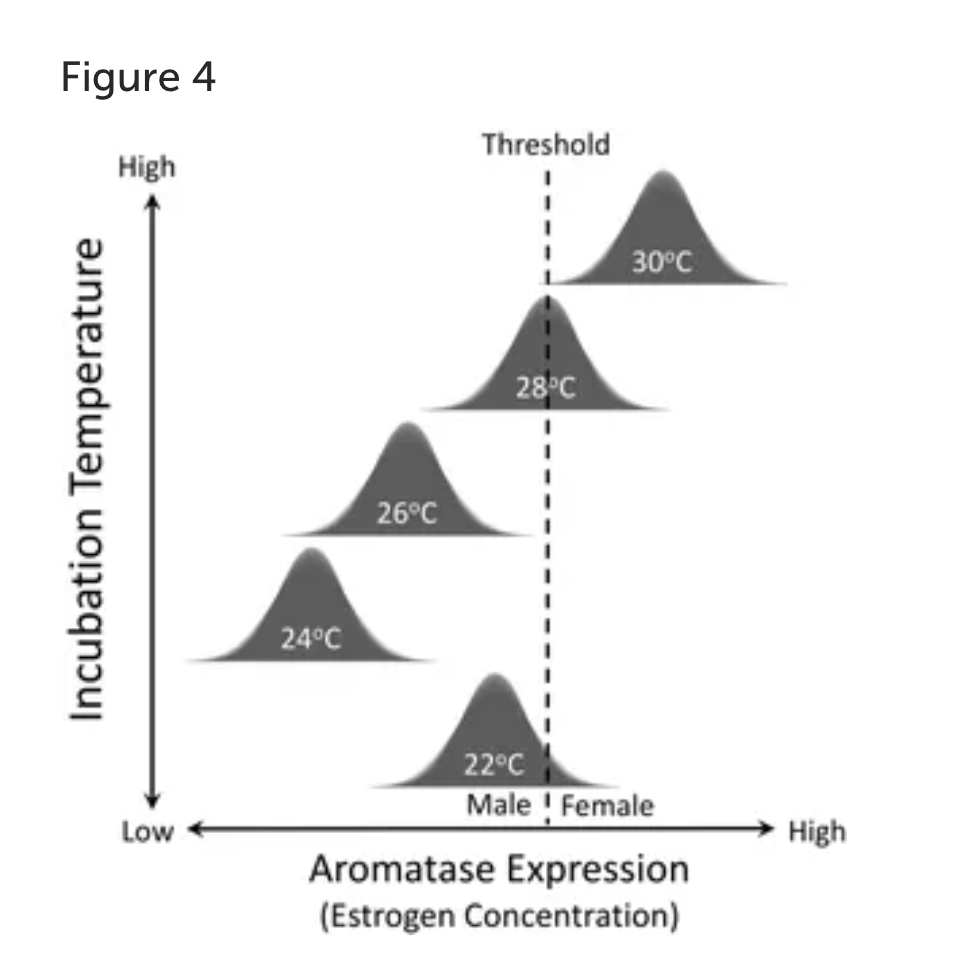 Figure 4
Threshold
High
Incubation Temperature
30°C
28°C
26°C
24°C
22°C
Male Female
Low
High
Aromatase Expression
(Estrogen Concentration)